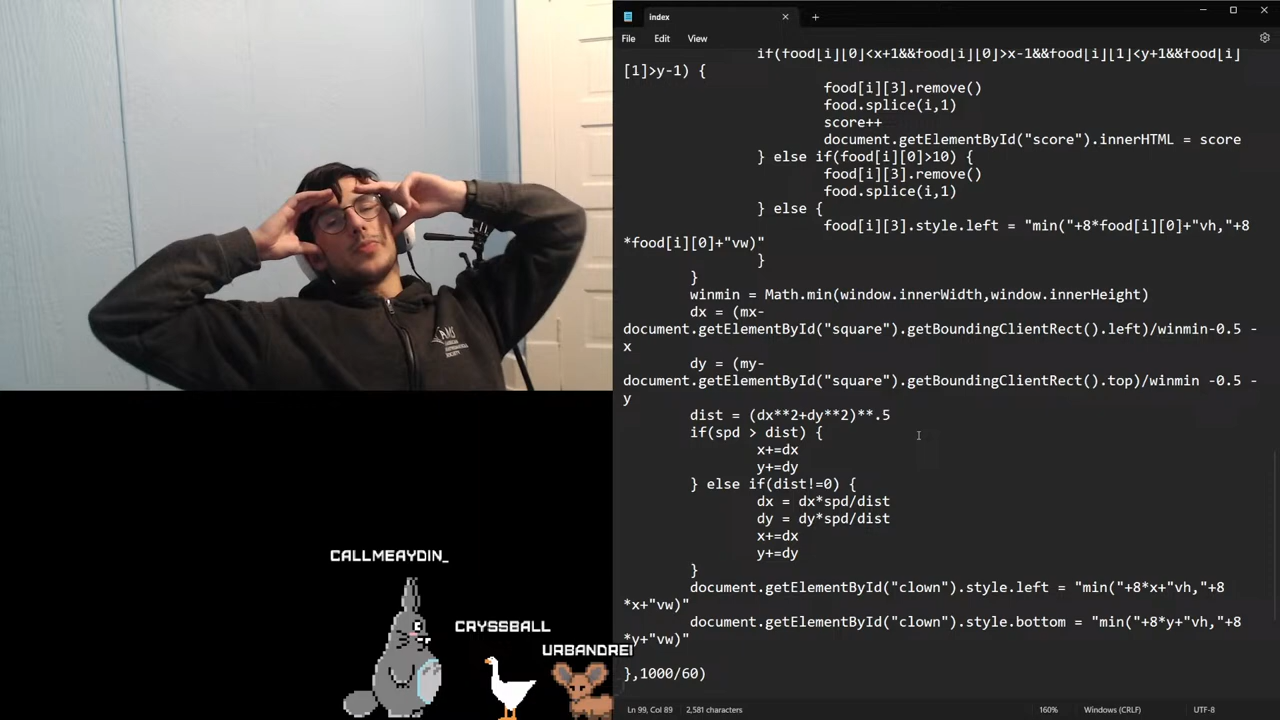 index
File
Edit
View
if(food[i][0]<x+1&&food[i][0]>x-1&&food[i][1]<y+1&&food[i]
[1]>y-1) {
food[i][3].remove()
food.splice(i,1)
score++
document.getElementById("score").innerHTML = score
} else if(food[i][0]>10) {
food[i][3].remove()
food.splice(i,1)
} else {
food[i][3].style.left = "min("+8*food[i][0]+"vh,"+8
*food[i][0]+"vw)"
}
}
winmin = Math.min(window.innerWidth,window.innerHeight)
dx = (mx-
document.getElementById("square").getBoundingClientRect().left)/winmin-0.5 -
x
dy = (my-
document.getElementById("square").getBoundingClientRect().top)/winmin -0.5 -
y
dist = (dx**2+dy**2)**.5
if(spd > dist) {
x+=dx
y+=dy
} else if(dist!=0) {
dx = dx*spd/dist
dy = dy*spd/dist
x+=dx
y+=dy
}
document.getElementById("clown").style.left = "min("+8*x+"vh,"+8
*x+"vw)"
document.getElementById("clown").style.bottom = "min("+8*y+"vh,"+8
*y+"vw)"
},1000/60)
Ln 99, Col 89
2,581 characters
160%
Windows (CRLF)
UTF-8
CALLMEAYDIN_
CRYSSBALL
URBANDREI